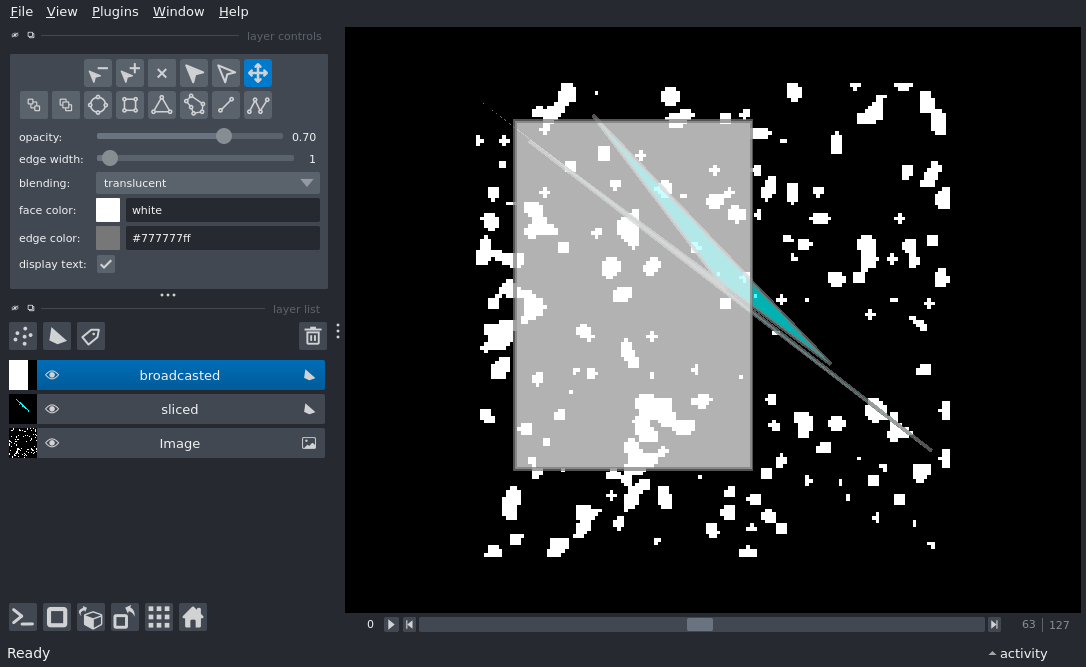 File View Plugins Window Help
layer controls
opacity: 0.70
edge width: 1
blending: translucent
face color: white
edge color: #777777ff
display text:
layer list
broadcasted
sliced
Image
0 63 127
Ready activity